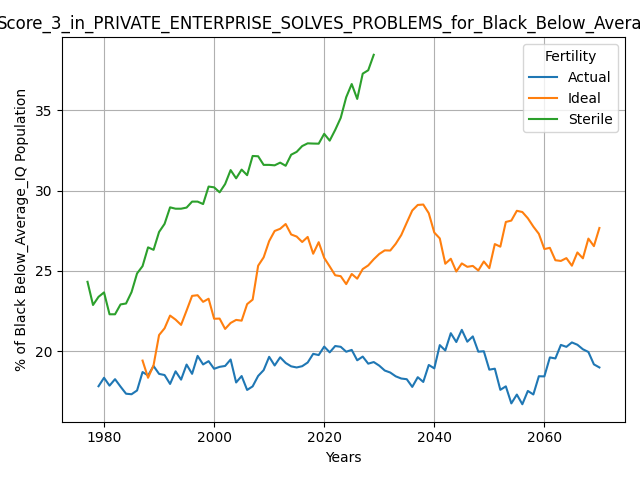 Score_3_in_PRIVATE_ENTERPRISE_SOLVES_PROBLEMS_for_Black_Below_Avera
Fertility
Actual
Ideal
Sterile
% of Black Below_Average_IQ Population
35
30
25
20
1980 2000 2020 2040 2060
Years